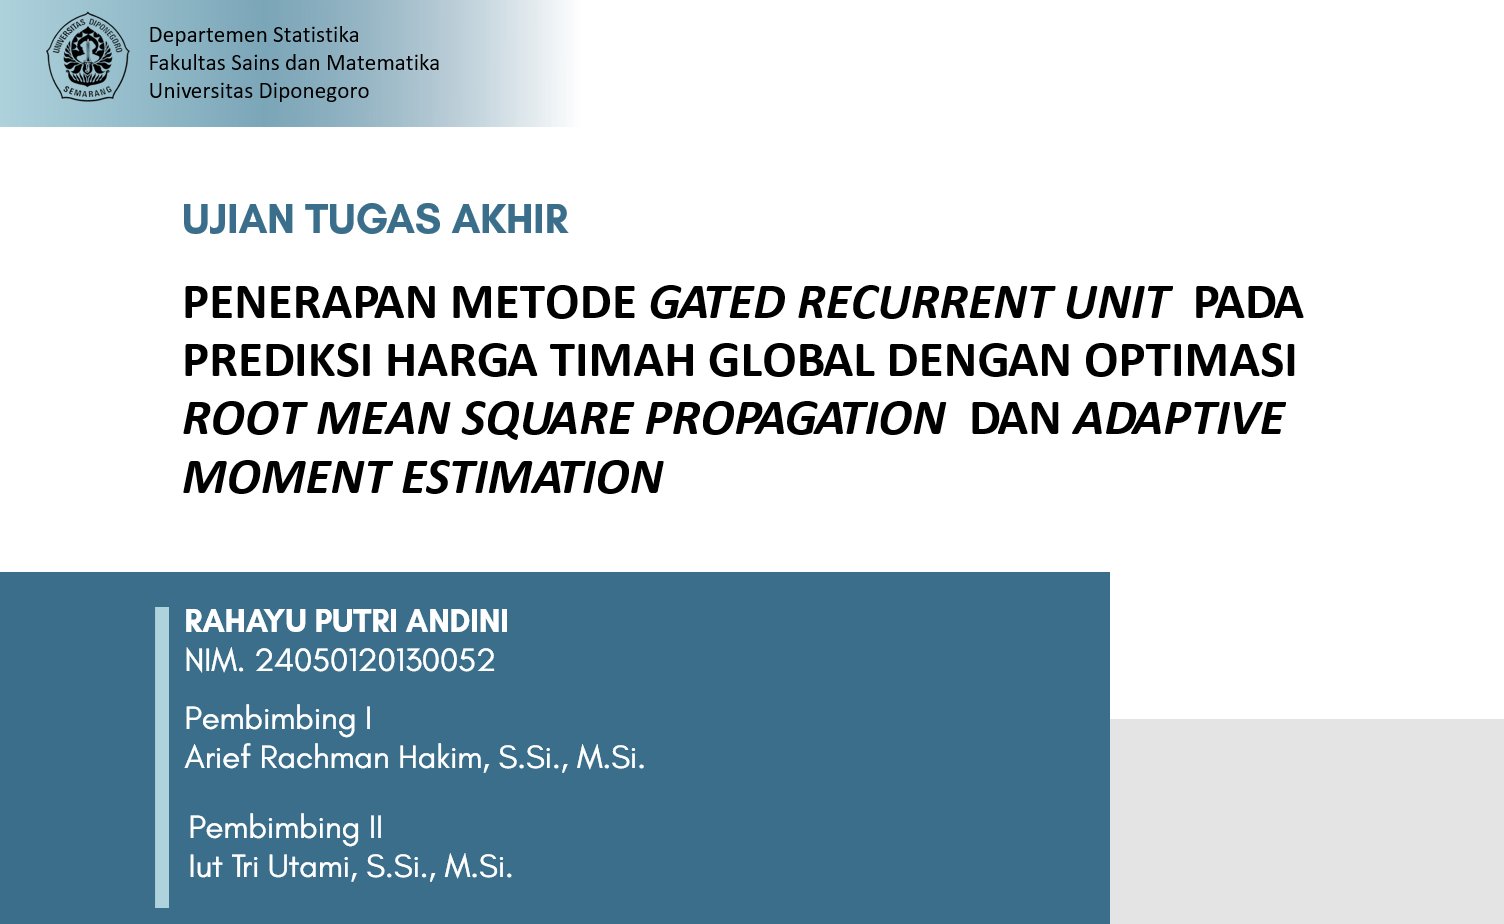 UNIVERSITAS DIPONEGORO
SEMARANG
Departemen Statistika
Fakultas Sains dan Matematika
Universitas Diponegoro
UJIAN TUGAS AKHIR
PENERAPAN METODE GATED RECURRENT UNIT PADA
PREDIKSI HARGA TIMAH GLOBAL DENGAN OPTIMASI
ROOT MEAN SQUARE PROPAGATION DAN ADAPTIVE
MOMENT ESTIMATION
RAHAYU PUTRI ANDINI
NIM. 24050120130052
Pembimbing I
Arief Rachman Hakim, S.Si., M.Si.
Pembimbing II
Iut Tri Utami, S.Si., M.Si.